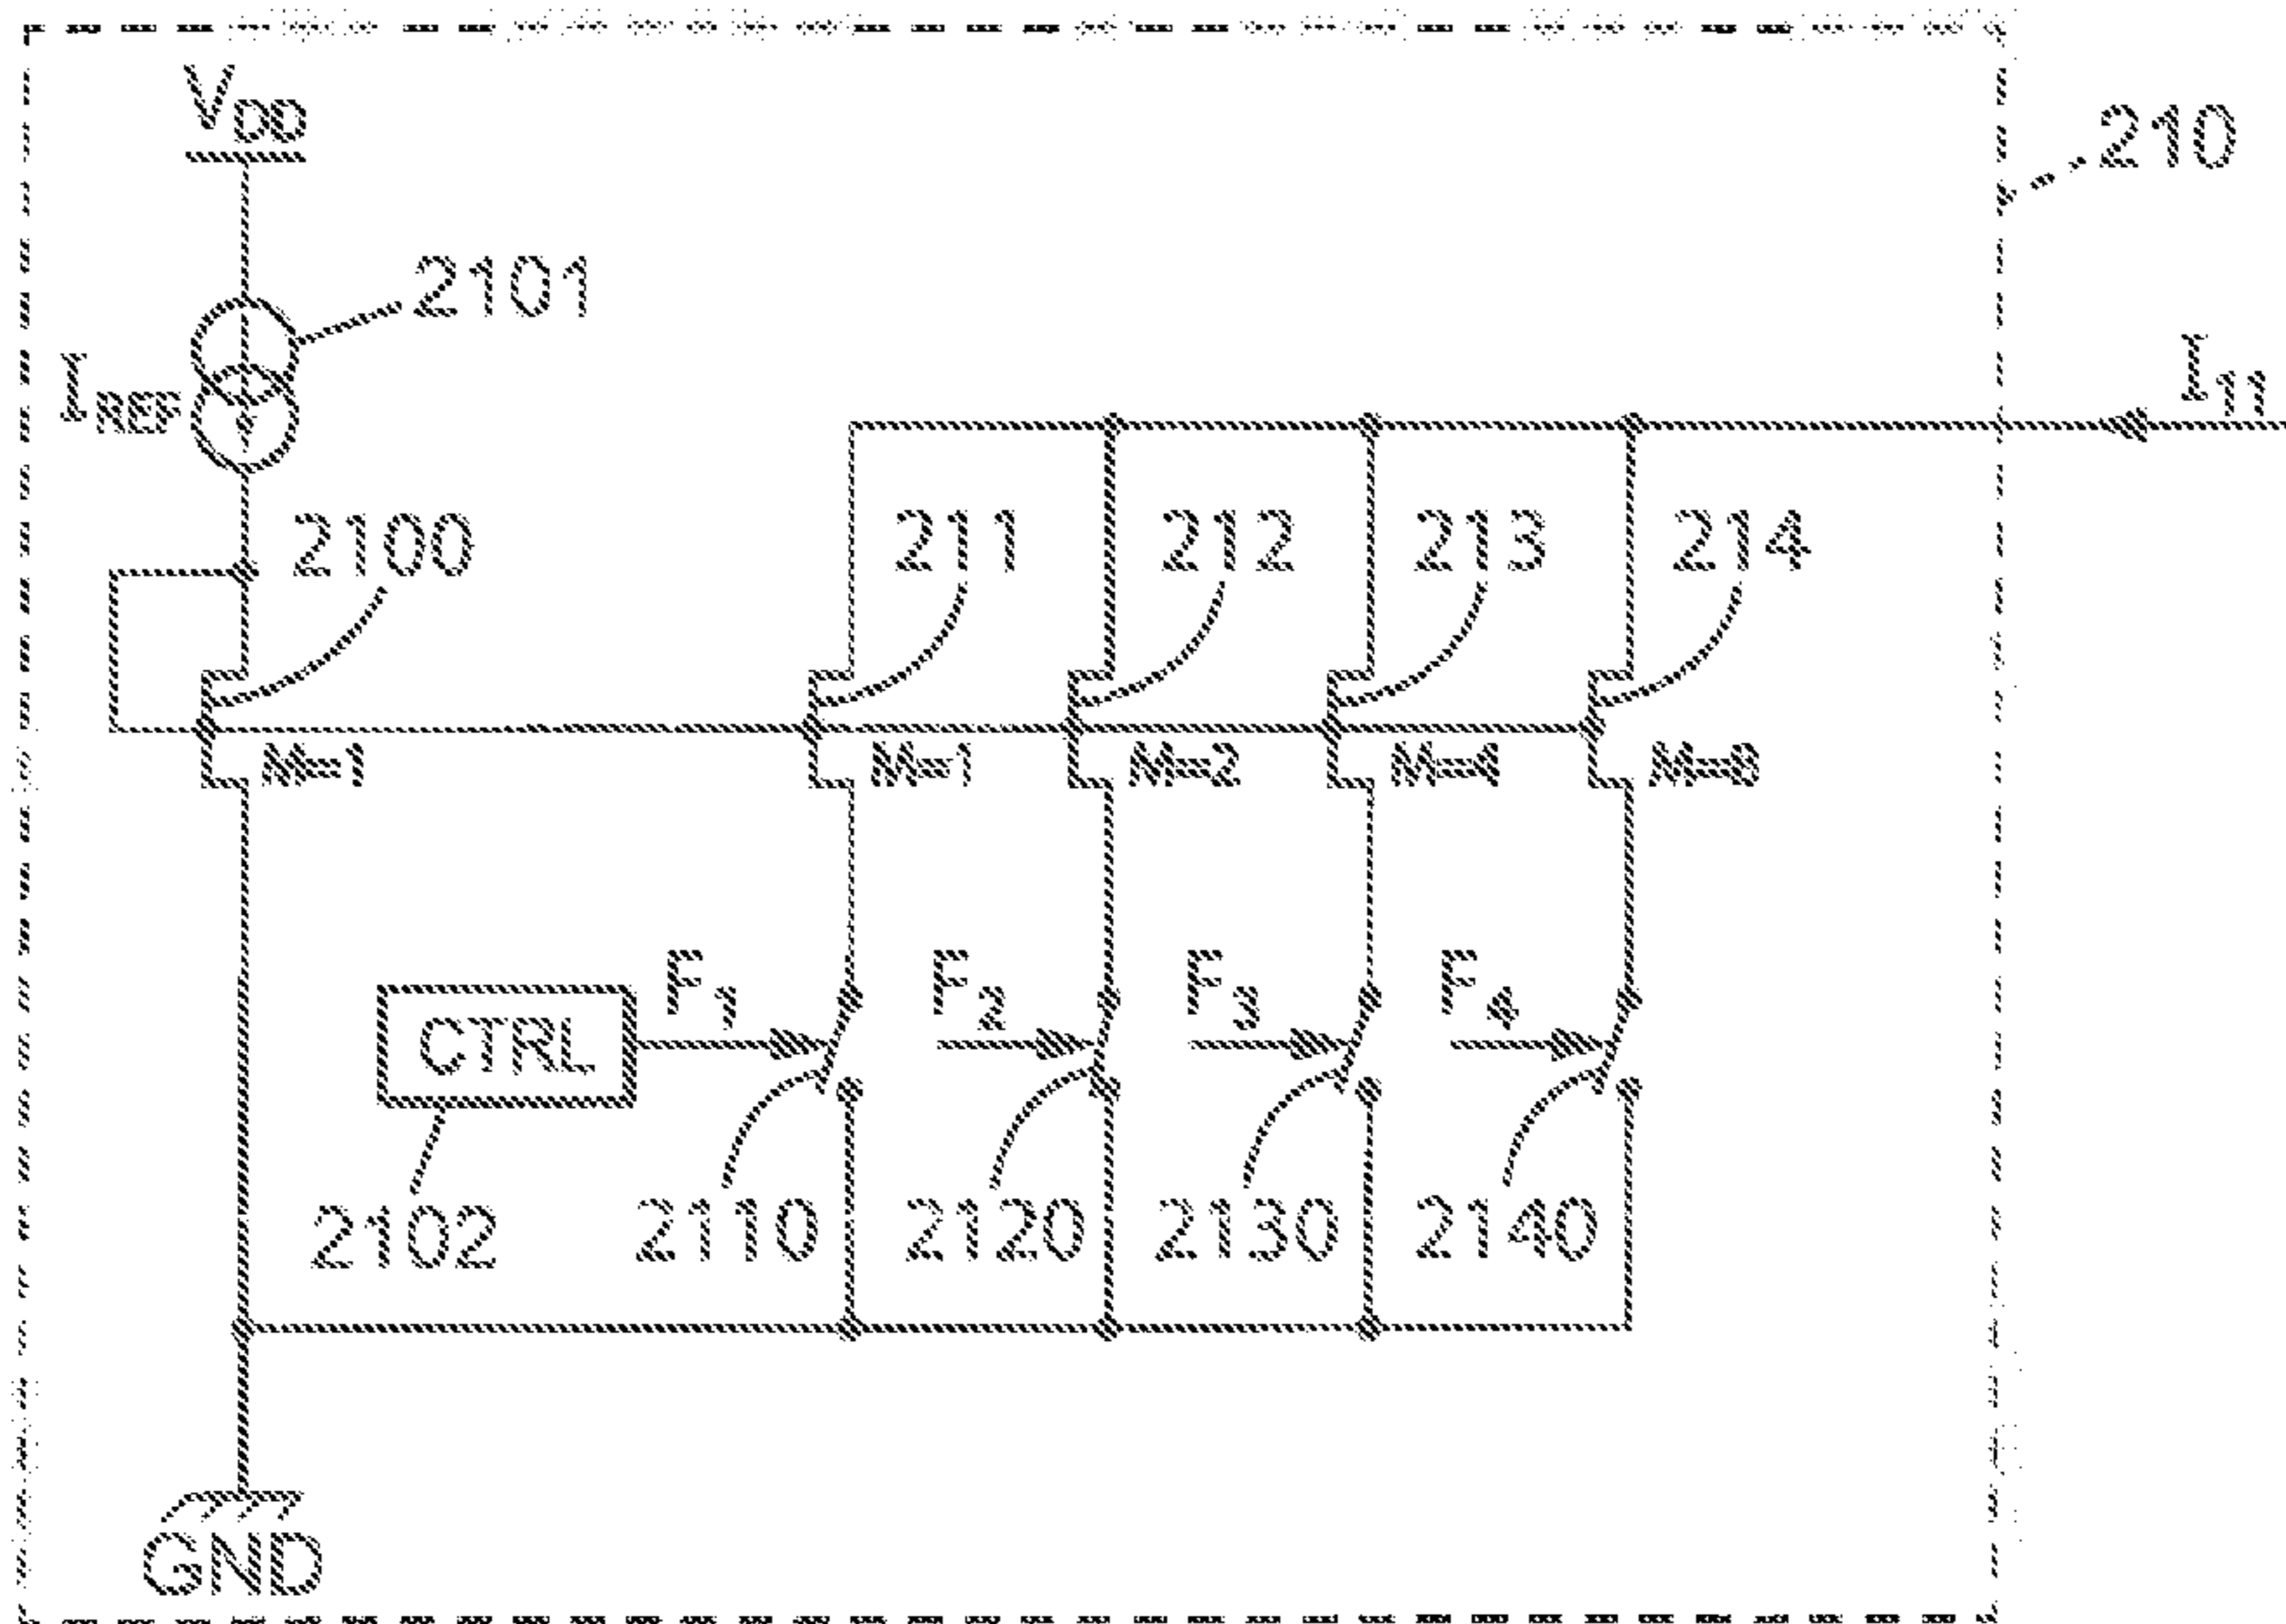 VDD
210
2101
IREF
I11
2100
211
212
213
214
M=1
M=1
M=2
M=4
M=8
F1
F2
F3
F4
CTRL
2102
2110
2120
2130
2140
GND